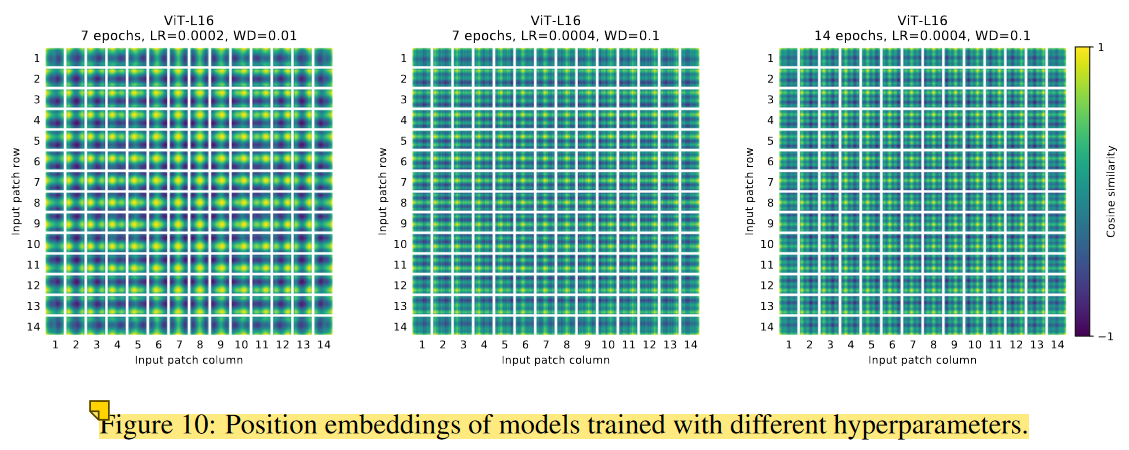 ViT-L16
7 epochs, LR=0.0002, WD=0.01
Input patch row
1
2
3
4
5
6
7
8
9
10
11
12
13
14
1 2 3 4 5 6 7 8 9 10 11 12 13 14
Input patch column
ViT-L16
7 epochs, LR=0.0004, WD=0.1
Input patch row
1
2
3
4
5
6
7
8
9
10
11
12
13
14
1 2 3 4 5 6 7 8 9 10 11 12 13 14
Input patch column
ViT-L16
14 epochs, LR=0.0004, WD=0.1
Input patch row
1
2
3
4
5
6
7
8
9
10
11
12
13
14
1 2 3 4 5 6 7 8 9 10 11 12 13 14
Input patch column
1
Cosine similarity
−1
Figure 10: Position embeddings of models trained with different hyperparameters.